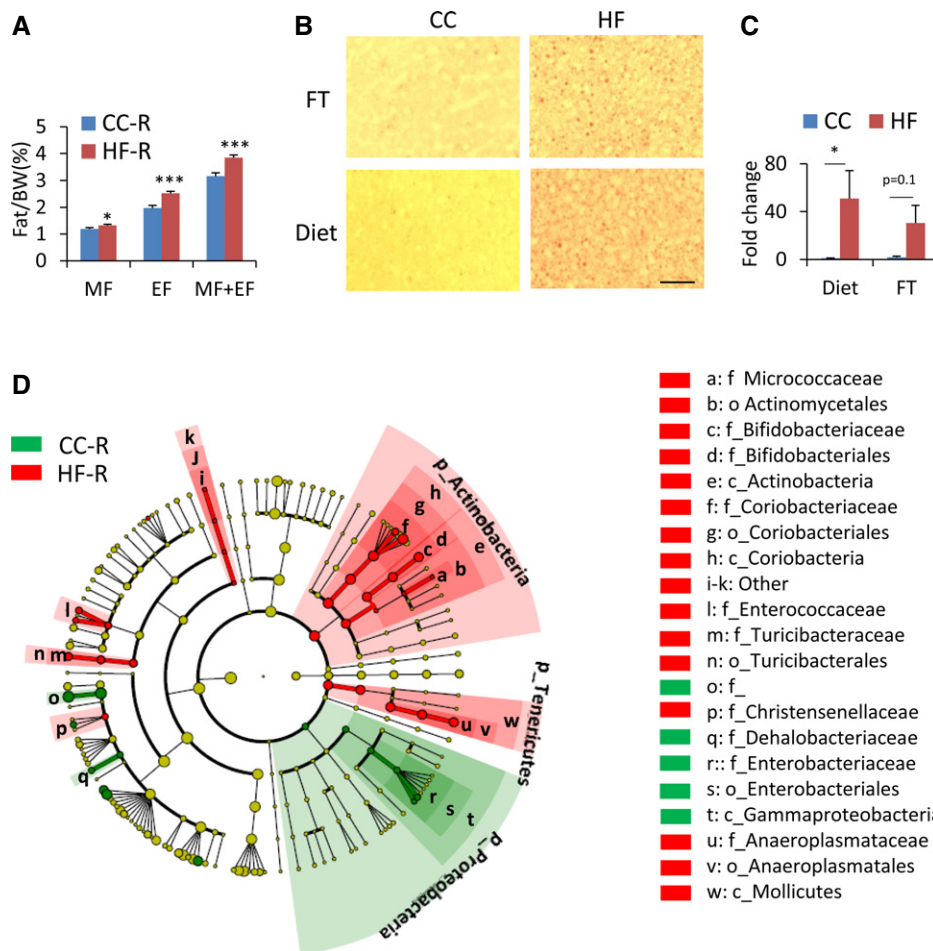 A
CC-R
HF-R
Fat/BW(%)
5
4
3
2
1
0
*
***
***
MF
EF
MF+EF
B
CC
HF
FT
Diet
C
CC
HF
Fold change
80
40
0
*
p=0.1
Diet
FT
D
CC-R
HF-R
k
J
i
p_Actinobacteria
h
g
f
d
e
c
b
a
l
n m
o
p
q
p_Tenericutes
w
u
v
r
s
t
p_Proteobacteria
a: f_Micrococcaceae
b: o Actinomycetales
c: f_Bifidobacteriaceae
d: f_Bifidobacteriales
e: c_Actinobacteria
f: f_Coriobacteriaceae
g: o_Coriobacteriales
h: c_Coriobacteria
i-k: Other
l: f_Enterococcaceae
m: f_Turicibacteraceae
n: o_Turicibacterales
o: f_
p: f_Christensenellaceae
q: f_Dehalobacteriaceae
r:: f_Enterobacteriaceae
s: o_Enterobacteriales
t: c_Gammaproteobacteria
u: f_Anaeroplasmataceae
v: o_Anaeroplasmatales
w: c_Mollicutes